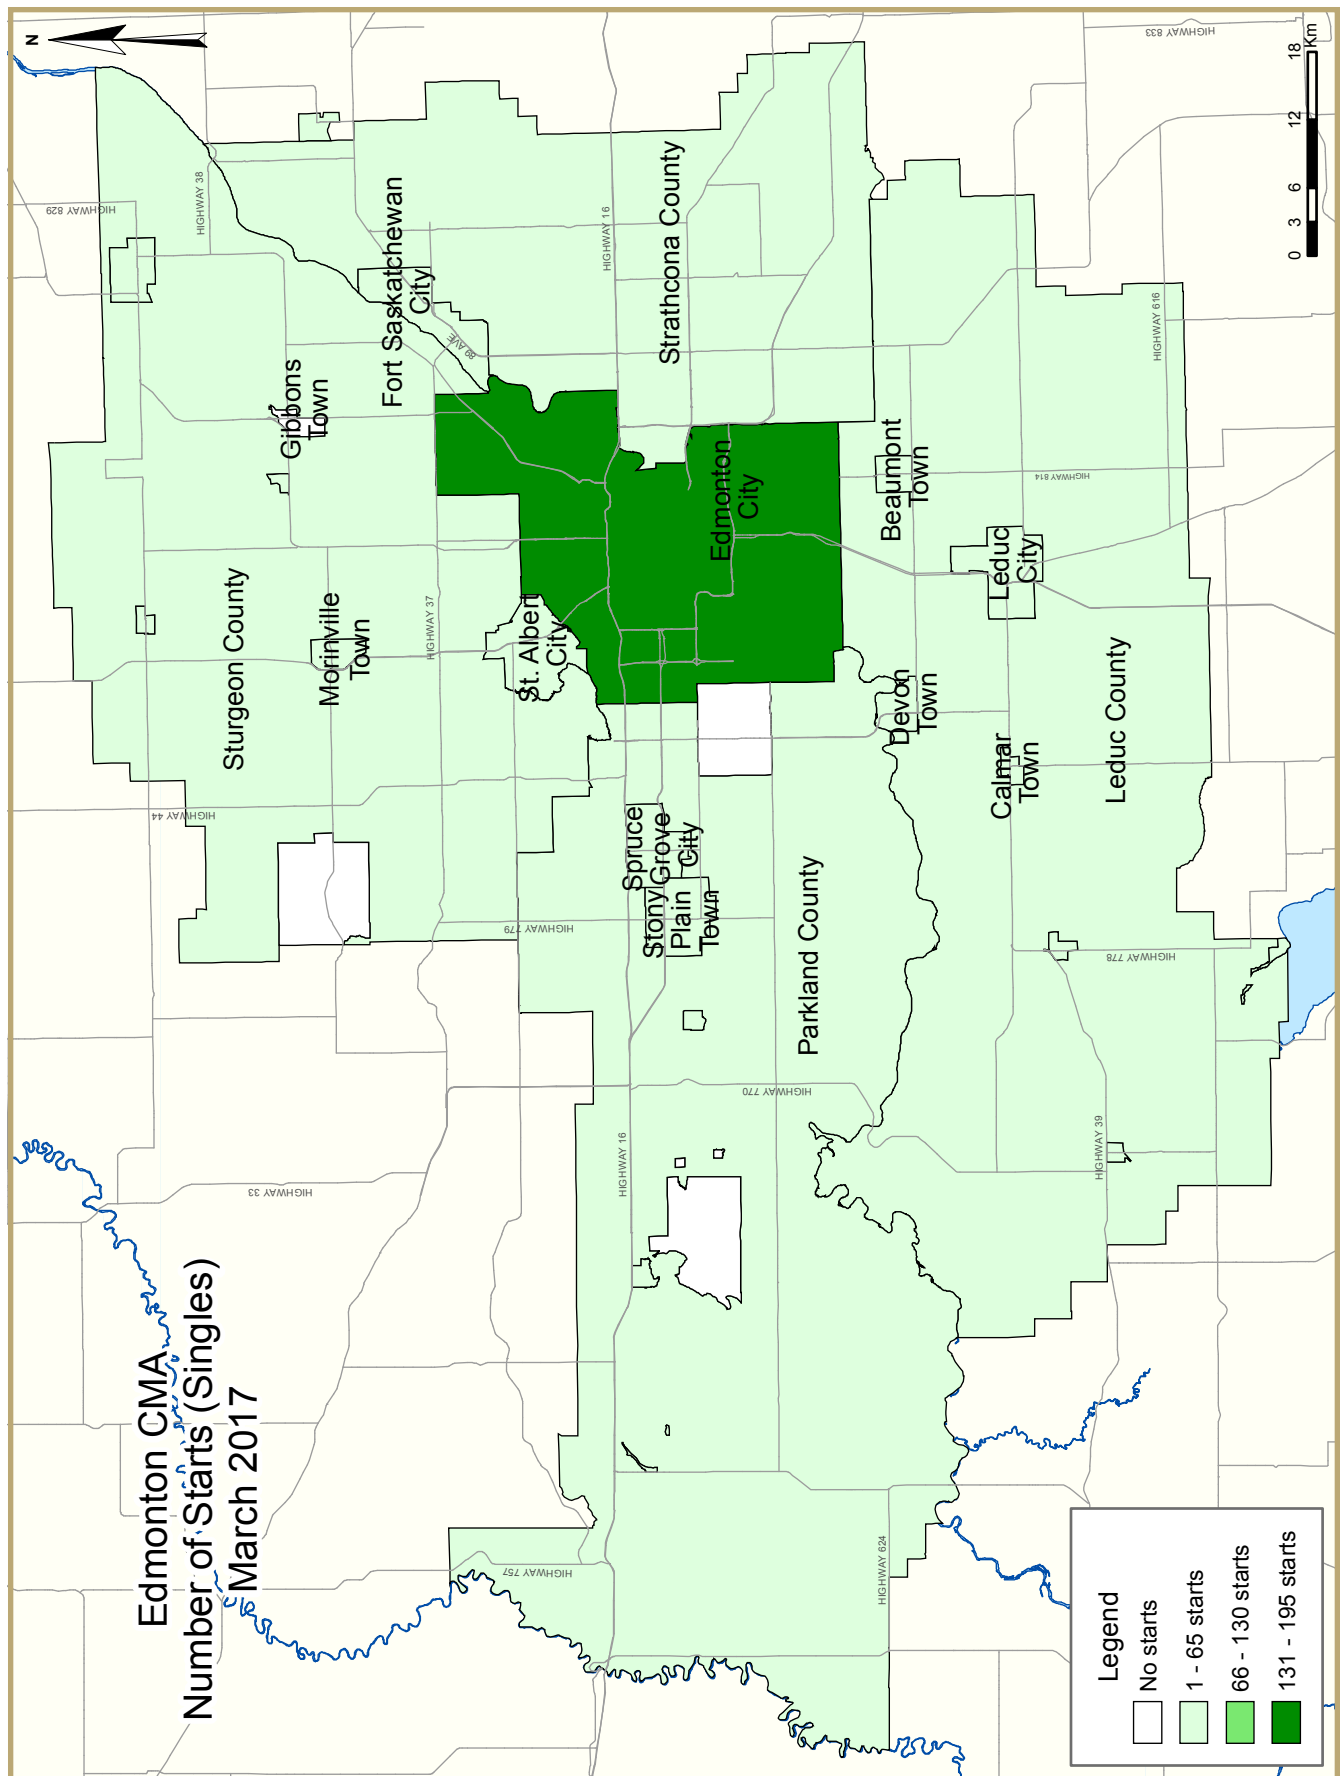 Edmonton CMA
Number of Starts (Singles)
March 2017
N
HIGHWAY 829
HIGHWAY 38
HIGHWAY 833
Gibbons
Town
Fort Saskatchewan
City
89 AVE
HIGHWAY 16
Strathcona County
Sturgeon County
Morinville
Town
HIGHWAY 37
HIGHWAY 44
St. Albert
City
Edmonton
City
HIGHWAY 779
Spruce
Grove
City
Stony
Plain
Town
Parkland County
HIGHWAY 770
HIGHWAY 16
HIGHWAY 33
HIGHWAY 757
HIGHWAY 624
Beaumont
Town
HIGHWAY 814
HIGHWAY 616
Leduc
City
Devon
Town
Calmar
Town
Leduc County
HIGHWAY 778
HIGHWAY 39
Legend
No starts
1 - 65 starts
66 - 130 starts
131 - 195 starts
0 3 6 12 18
Km